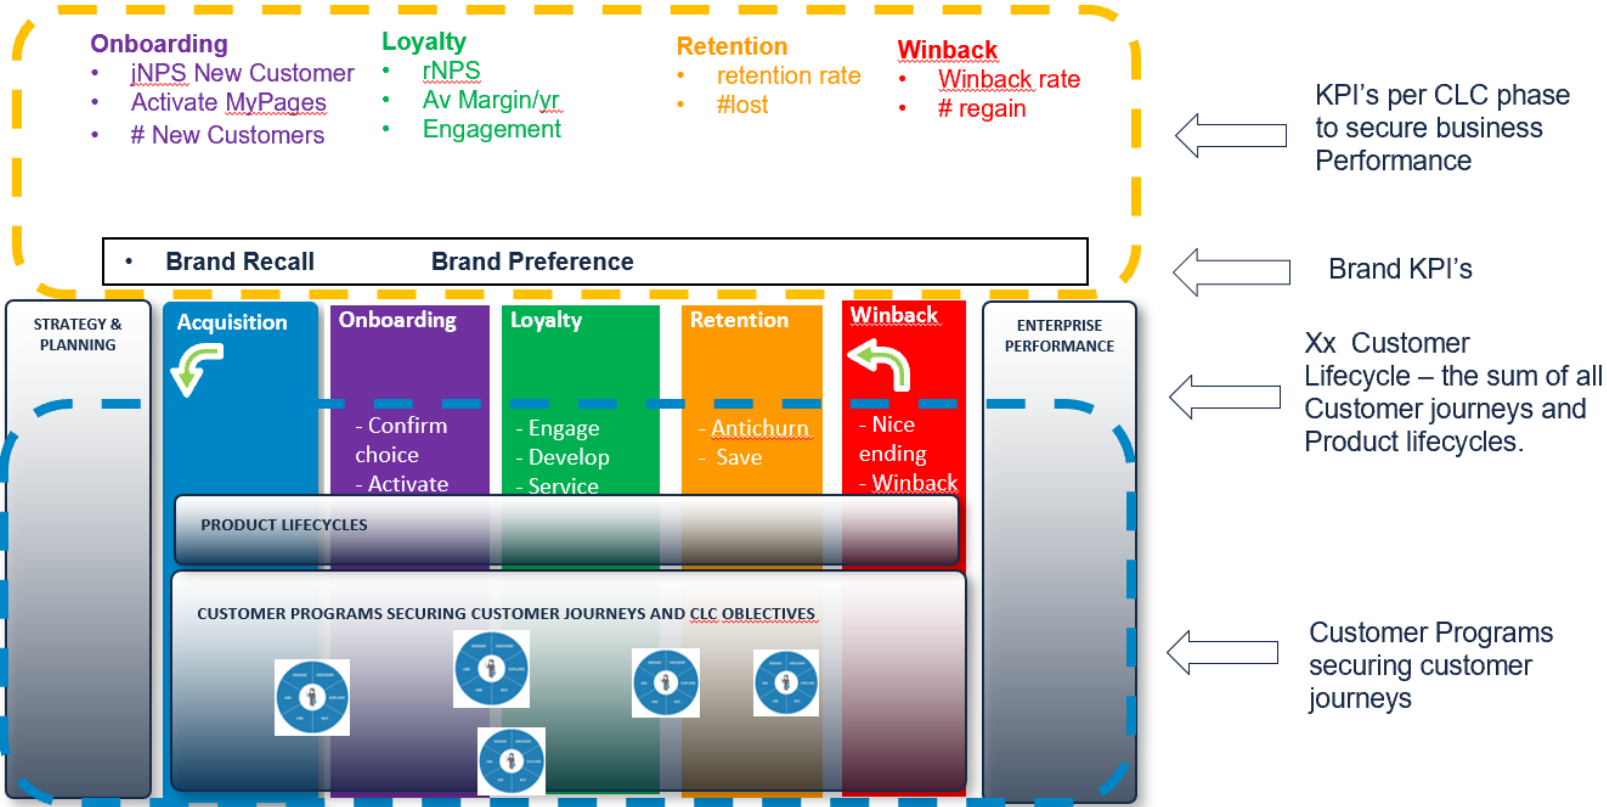 Onboarding
• jNPS New Customer
• Activate MyPages
• # New Customers
Loyalty
• rNPS
• Av Margin/yr
• Engagement
Retention
• retention rate
• #lost
Winback
• Winback rate
• # regain
KPI's per CLC phase
to secure business
Performance
• Brand Recall Brand Preference
Brand KPI's
STRATEGY &
PLANNING
Acquisition
Onboarding
- Confirm
choice
- Activate
Loyalty
- Engage
- Develop
- Service
Retention
- Antichurn
- Save
Winback
- Nice
ending
- Winback
ENTERPRISE
PERFORMANCE
Xx Customer
Lifecycle – the sum of all
Customer journeys and
Product lifecycles.
PRODUCT LIFECYCLES
CUSTOMER PROGRAMS SECURING CUSTOMER JOURNEYS AND CLC OBLECTIVES
Customer Programs
securing customer
journeys